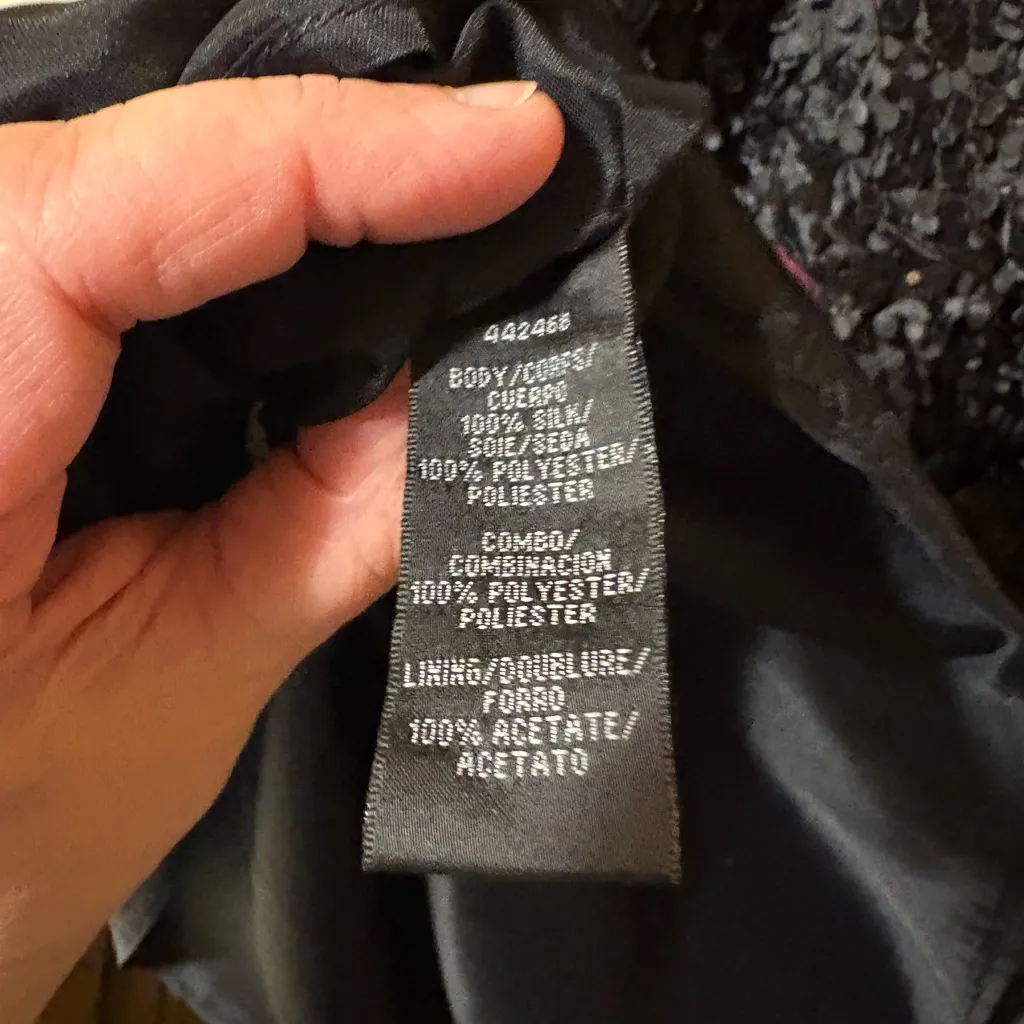 442468
BODY/CORPS/
CUERPO
100% SILK/
SOIE/SEDA
100% POLYESTER/
POLIESTER
COMBO/
COMBINACION
100% POLYESTER/
POLIESTER
LINING/DOUBLURE/
FORRO
100% ACETATE/
ACETATO